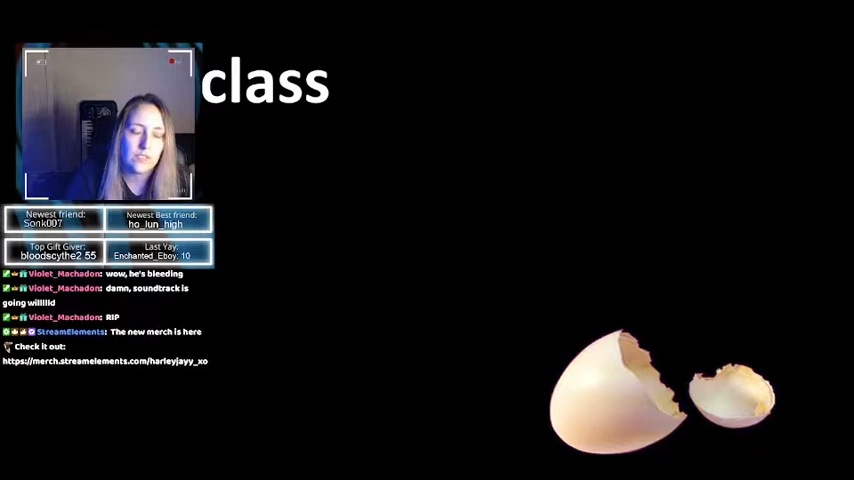 class
Newest friend:
Sonk007
Newest Best friend:
ho_lun_high
Top Gift Giver:
bloodscythe2 55
Last Yay:
Enchanted_Eboy: 10
Violet_Machadon: wow, he's bleeding
Violet_Machadon: damn, soundtrack is
going willllld
Violet_Machadon: RIP
StreamElements: The new merch is here
Check it out:
https://merch.streamelements.com/harleyjayy_xo